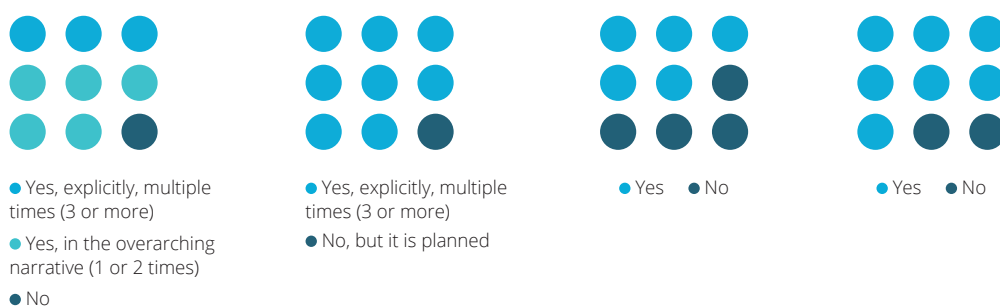 Yes, explicitly, multiple
times (3 or more)
Yes, in the overarching
narrative (1 or 2 times)
No
Yes, explicitly, multiple
times (3 or more)
No, but it is planned
Yes No
Yes No